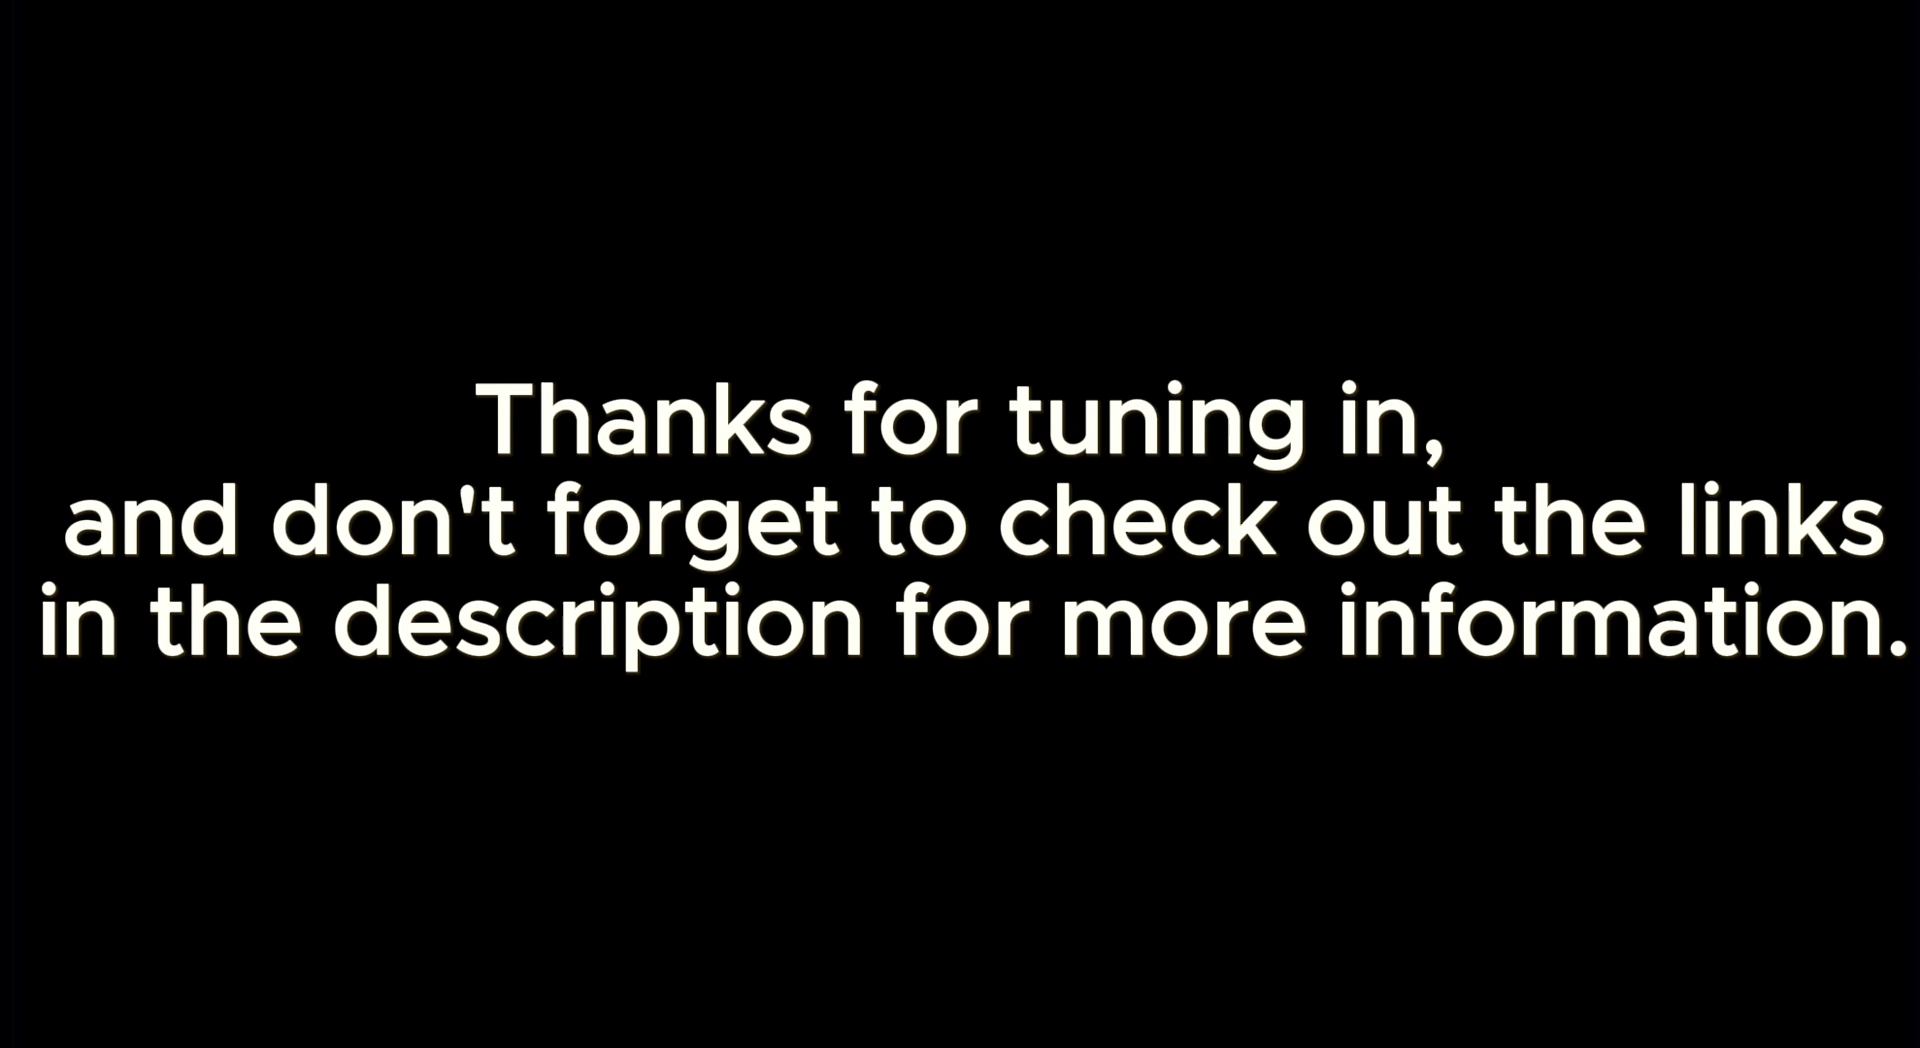 Thanks for tuning in,
and don't forget to check out the links
in the description for more information.